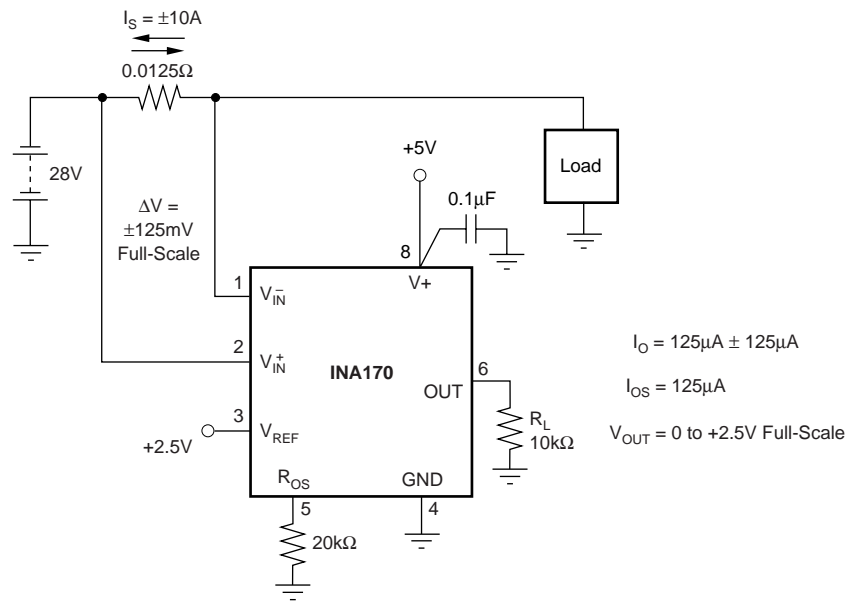 I_S = ±10A
0.0125Ω
28V
ΔV =
±125mV
Full-Scale
+5V
0.1μF
Load
8
V+
1
V_IN^–
2
V_IN^+
INA170
6
OUT
3
V_REF
+2.5V
R_L
10kΩ
R_OS
GND
5
4
20kΩ
I_O = 125μA ± 125μA
I_OS = 125μA
V_OUT = 0 to +2.5V Full-Scale